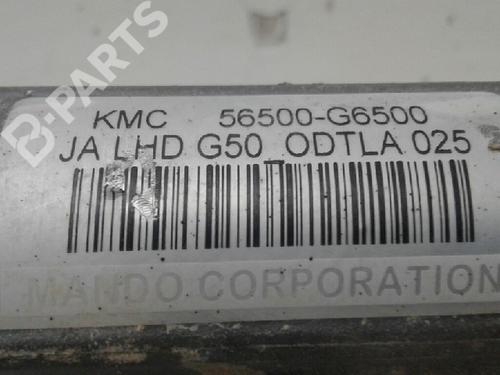 B-PARTS
KMC 56500-G6500
JA LHD G50 ODTLA 025
MANDO CORPORATION